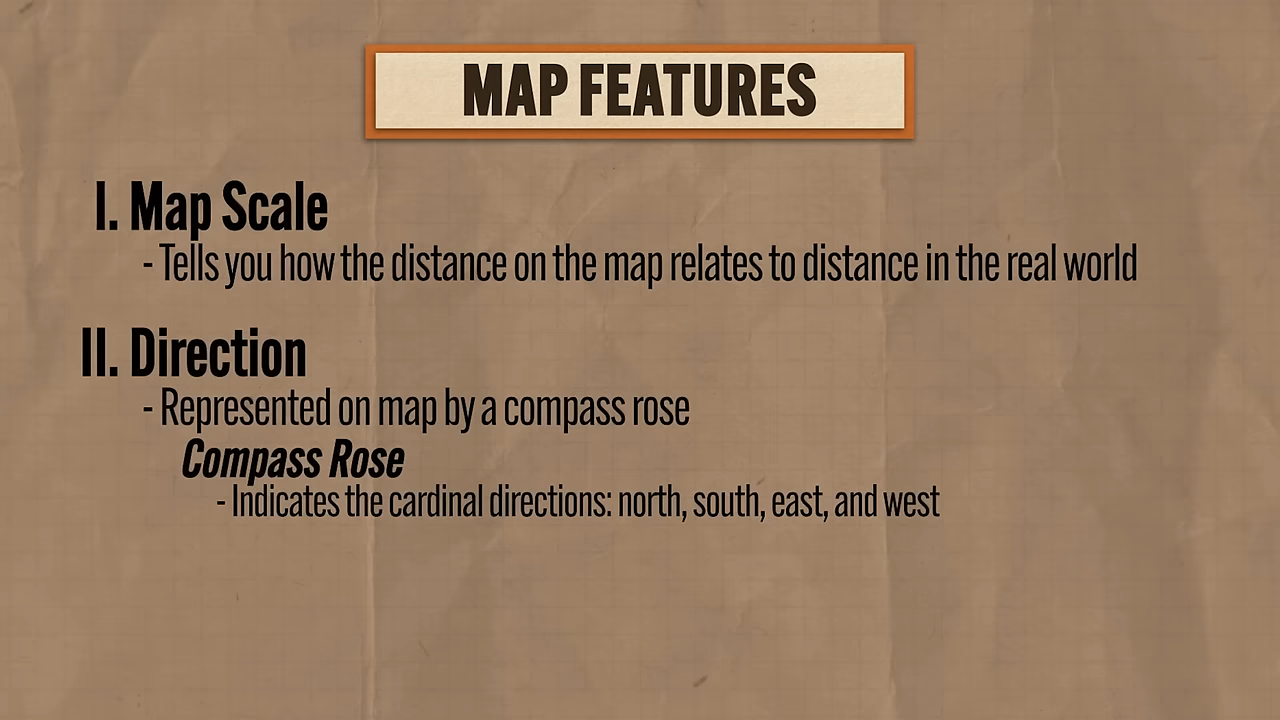 MAP FEATURES
I. Map Scale
- Tells you how the distance on the map relates to distance in the real world
II. Direction
- Represented on map by a compass rose
Compass Rose
- Indicates the cardinal directions: north, south, east, and west